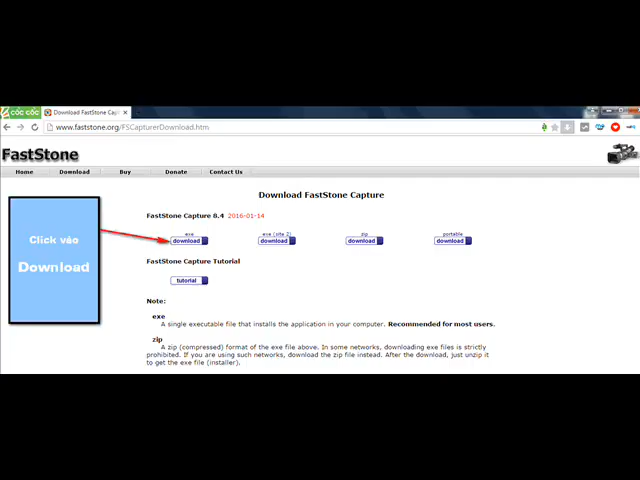 CỐC CỐC
Download FastStone Captu
www.faststone.org/FSCapturerDownload.htm
FastStone
Home Download Buy Donate Contact Us
Download FastStone Capture
FastStone Capture 8.4 2016-01-14
exe exe (site 2) zip portable
download download download download
Click vào
Download
FastStone Capture Tutorial
tutorial
Note:
exe
A single executable file that installs the application in your computer. Recommended for most users.
zip
A zip (compressed) format of the exe file above. In some networks, downloading exe files is strictly
prohibited. If you are using such networks, download the zip file instead. After the download, just unzip it
to get the exe file (installer).